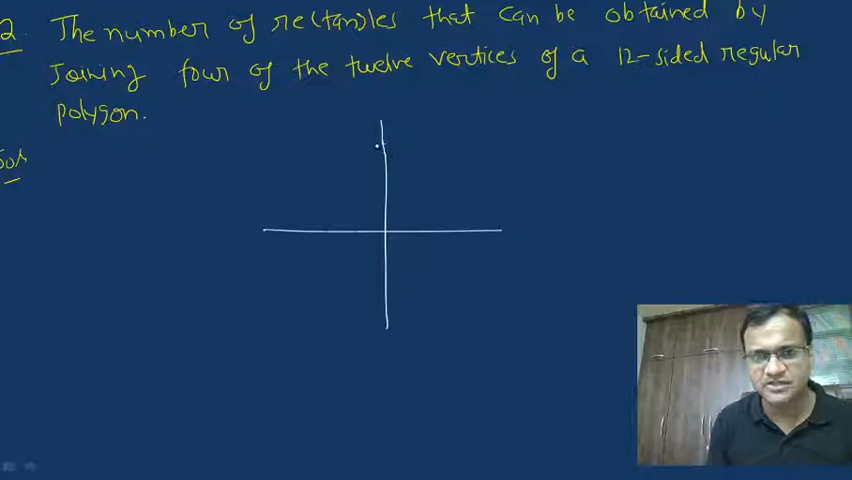 2 The number of rectangles that can be obtained by
Joining four of the twelve vertices of a 12-sided regular
polygon.
Soln